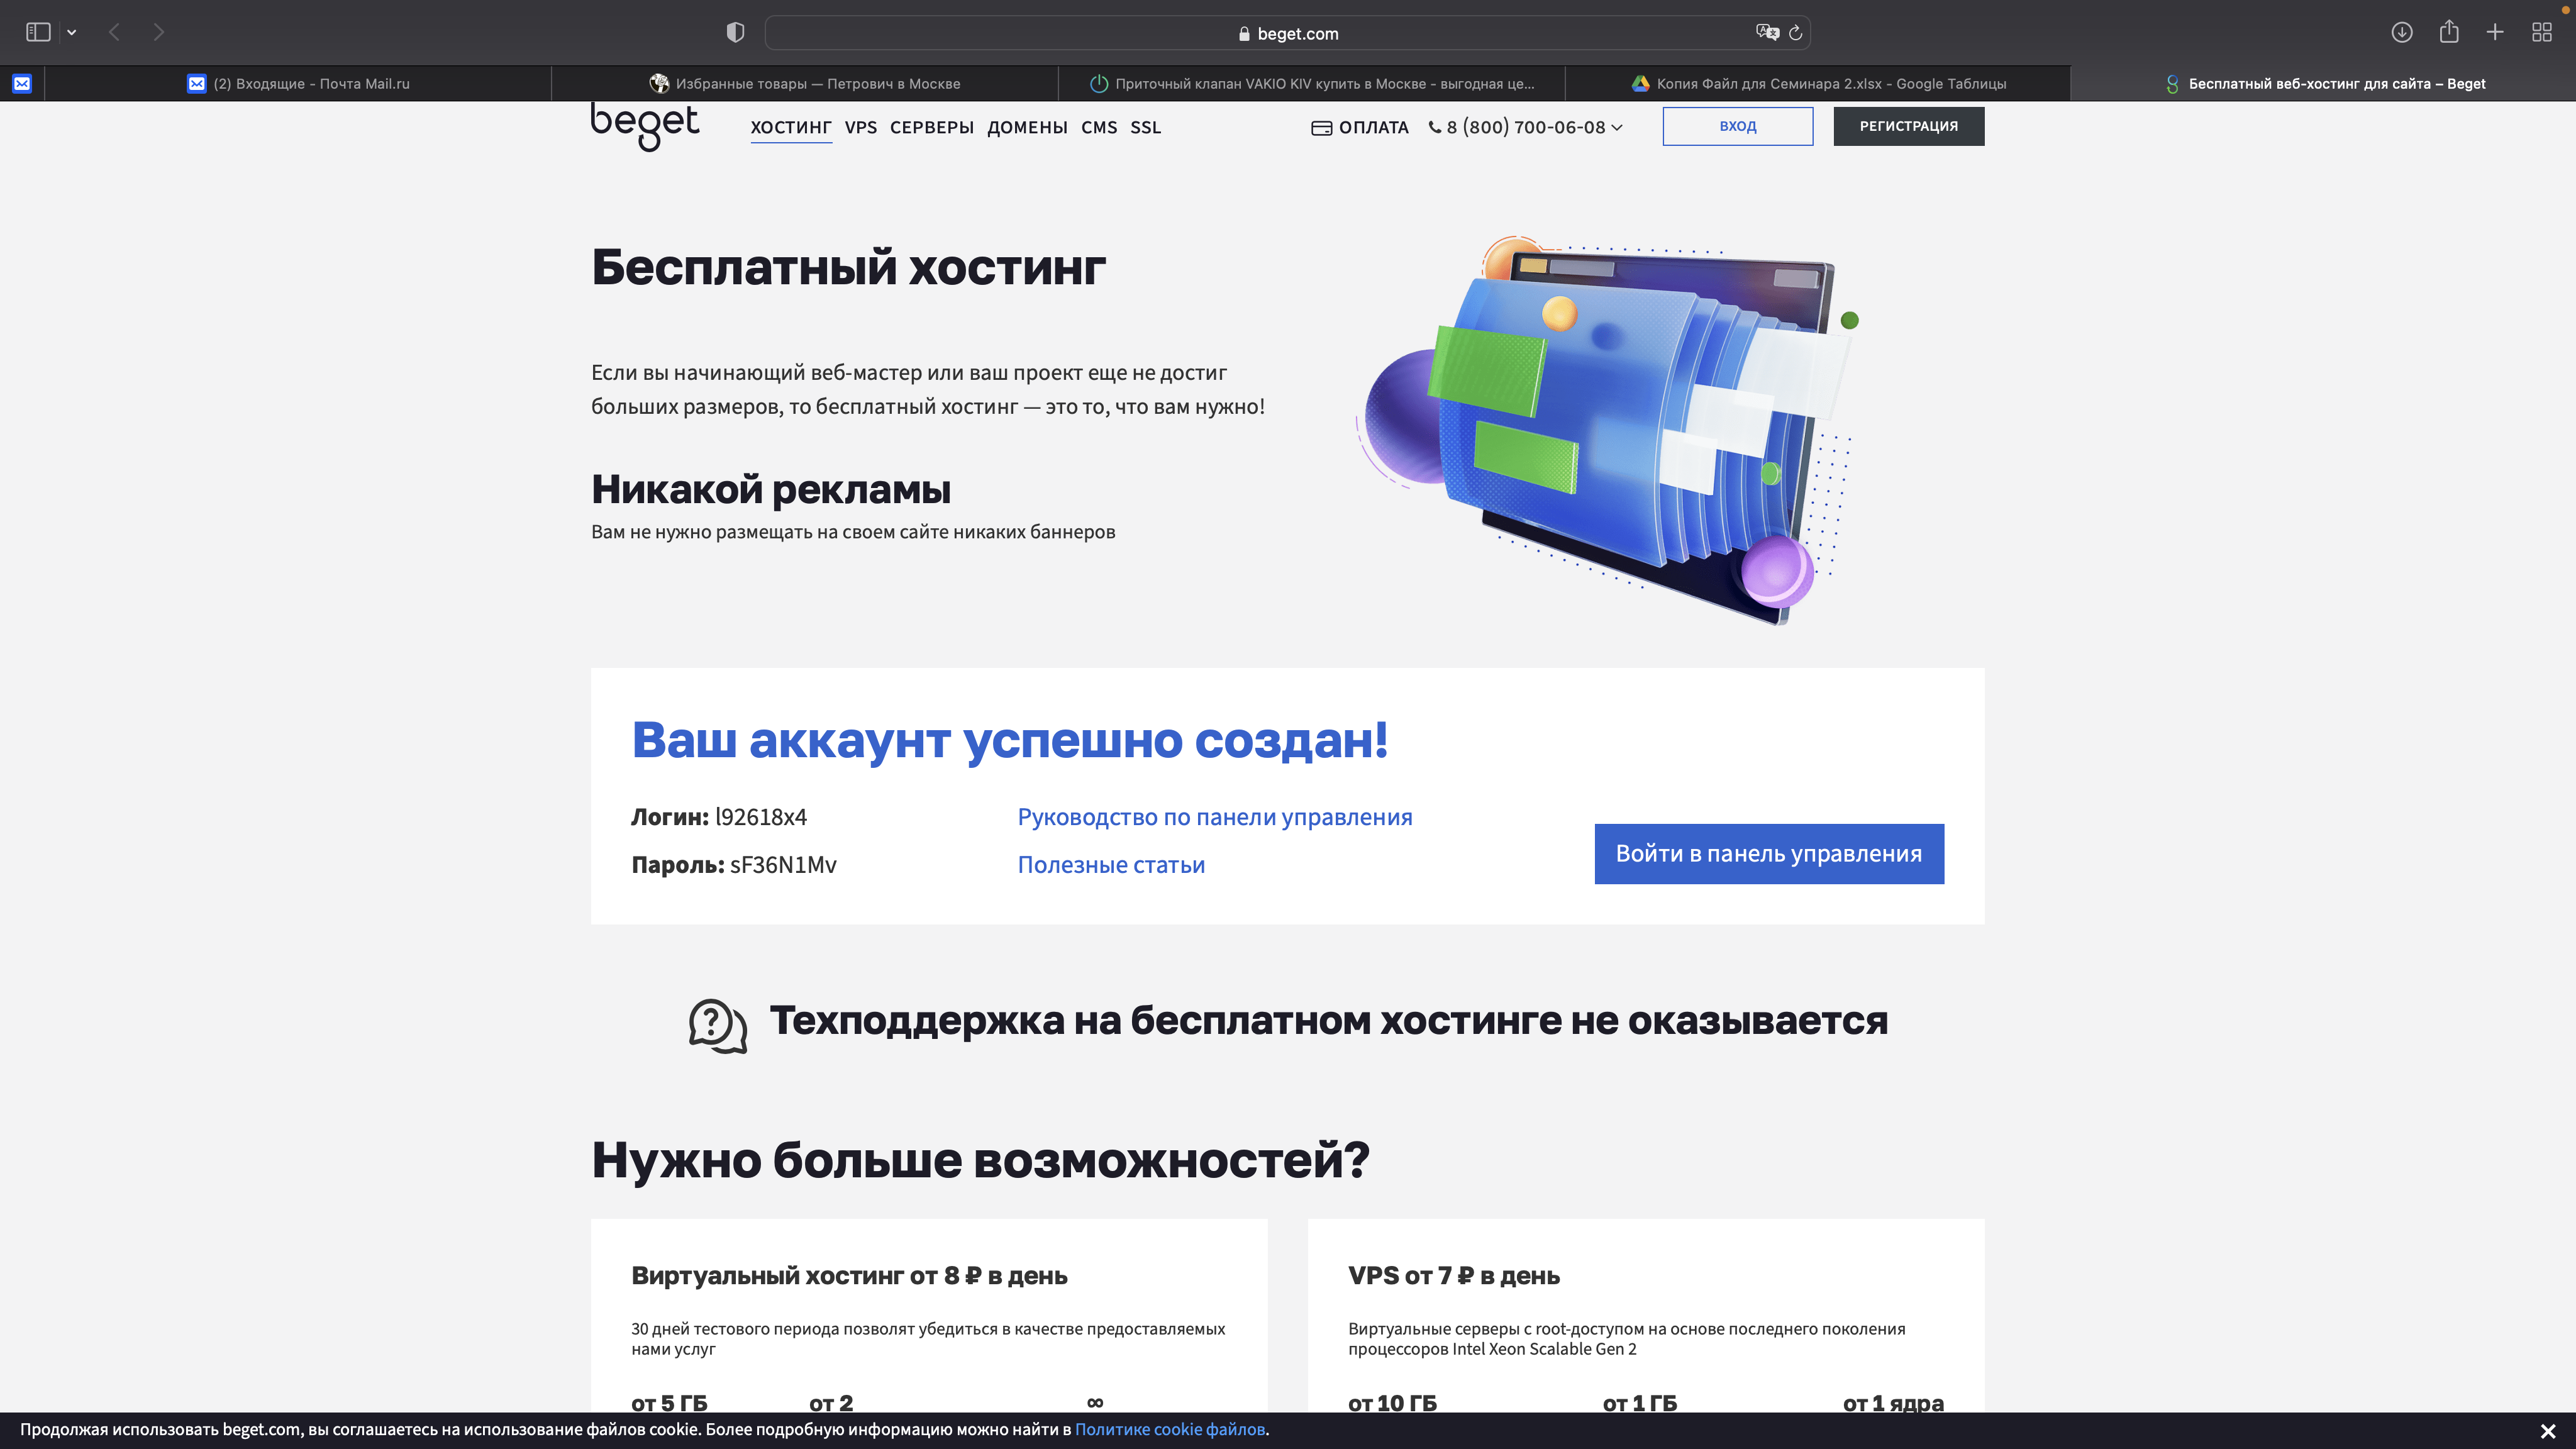 beget.com
(2) Входящие - Почта Mail.ru
Избранные товары — Петрович в Москве
Приточный клапан VAKIO KIV купить в Москве - выгодная це...
Копия Файл для Семинара 2.xlsx - Google Таблицы
Бесплатный веб-хостинг для сайта – Beget
beget
ХОСТИНГ VPS СЕРВЕРЫ ДОМЕНЫ CMS SSL
ОПЛАТА 8 (800) 700-06-08
ВХОД
РЕГИСТРАЦИЯ
Бесплатный хостинг
Если вы начинающий веб-мастер или ваш проект еще не достиг
больших размеров, то бесплатный хостинг — это то, что вам нужно!
Никакой рекламы
Вам не нужно размещать на своем сайте никаких баннеров
Ваш аккаунт успешно создан!
Логин: l92618x4
Пароль: sF36N1Mv
Руководство по панели управления
Полезные статьи
Войти в панель управления
Техподдержка на бесплатном хостинге не оказывается
Нужно больше возможностей?
Виртуальный хостинг от 8 ₽ в день
30 дней тестового периода позволят убедиться в качестве предоставляемых
нами услуг
от 5 ГБ от 2 ∞
VPS от 7 ₽ в день
Виртуальные серверы с root-доступом на основе последнего поколения
процессоров Intel Xeon Scalable Gen 2
от 10 ГБ от 1 ГБ от 1 ядра
Продолжая использовать beget.com, вы соглашаетесь на использование файлов cookie. Более подробную информацию можно найти в Политике cookie файлов.